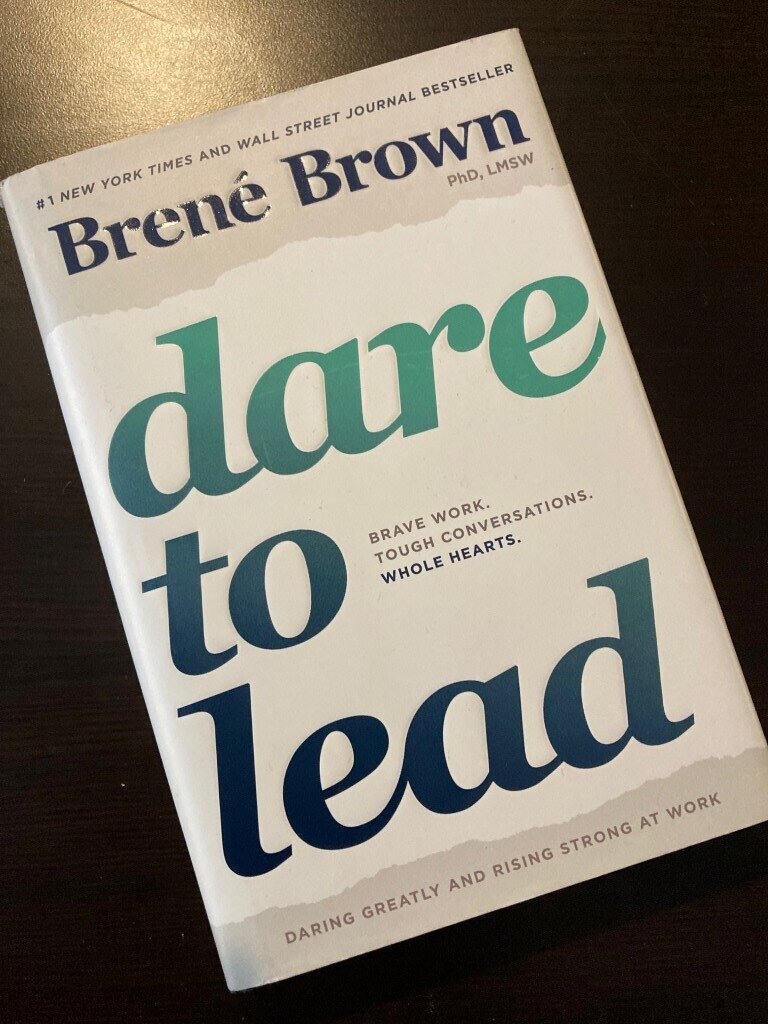 #1 NEW YORK TIMES AND WALL STREET JOURNAL BESTSELLER
Brené Brown
PhD, LMSW
dare
to
BRAVE WORK.
TOUGH CONVERSATIONS.
WHOLE HEARTS.
lead
DARING GREATLY AND RISING STRONG AT WORK